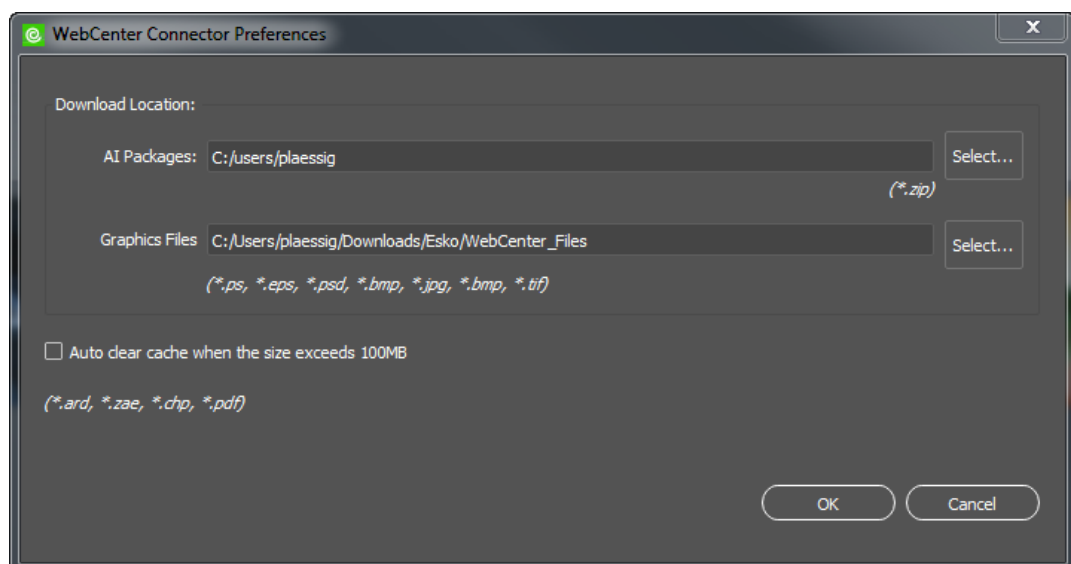 WebCenter Connector Preferences
X
Download Location:
AI Packages: C:/users/plaessig Select...
(*.zip)
Graphics Files C:/Users/plaessig/Downloads/Esko/WebCenter_Files Select...
(*.ps, *.eps, *.psd, *.bmp, *.jpg, *.bmp, *.tif)
Auto clear cache when the size exceeds 100MB
(*.ard, *.zae, *.chp, *.pdf)
OK Cancel